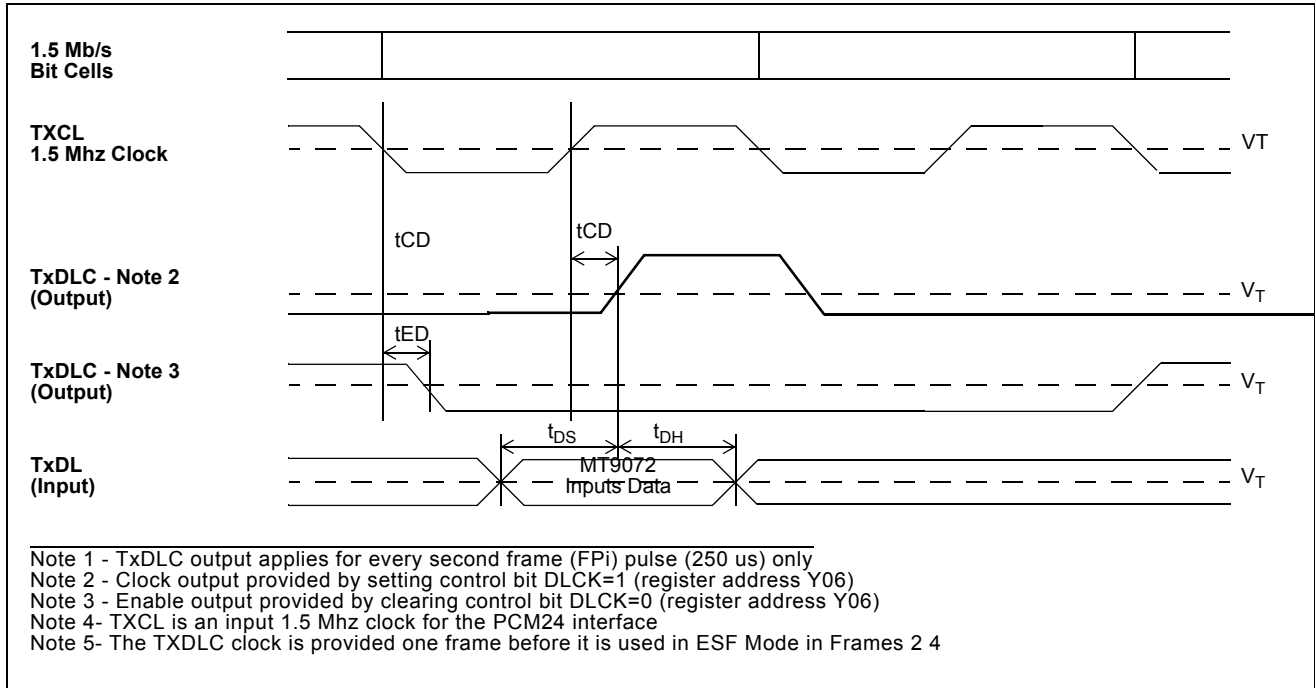 1.5 Mb/s
Bit Cells
TXCL
1.5 Mhz Clock
VT
tCD
tCD
TxDLC - Note 2
(Output)
VT
tED
TxDLC - Note 3
(Output)
VT
tDS
tDH
TxDL
(Input)
MT9072
Inputs Data
VT
Note 1 - TxDLC output applies for every second frame (FPi) pulse (250 us) only
Note 2 - Clock output provided by setting control bit DLCK=1 (register address Y06)
Note 3 - Enable output provided by clearing control bit DLCK=0 (register address Y06)
Note 4- TXCL is an input 1.5 Mhz clock for the PCM24 interface
Note 5- The TXDLC clock is provided one frame before it is used in ESF Mode in Frames 2 4